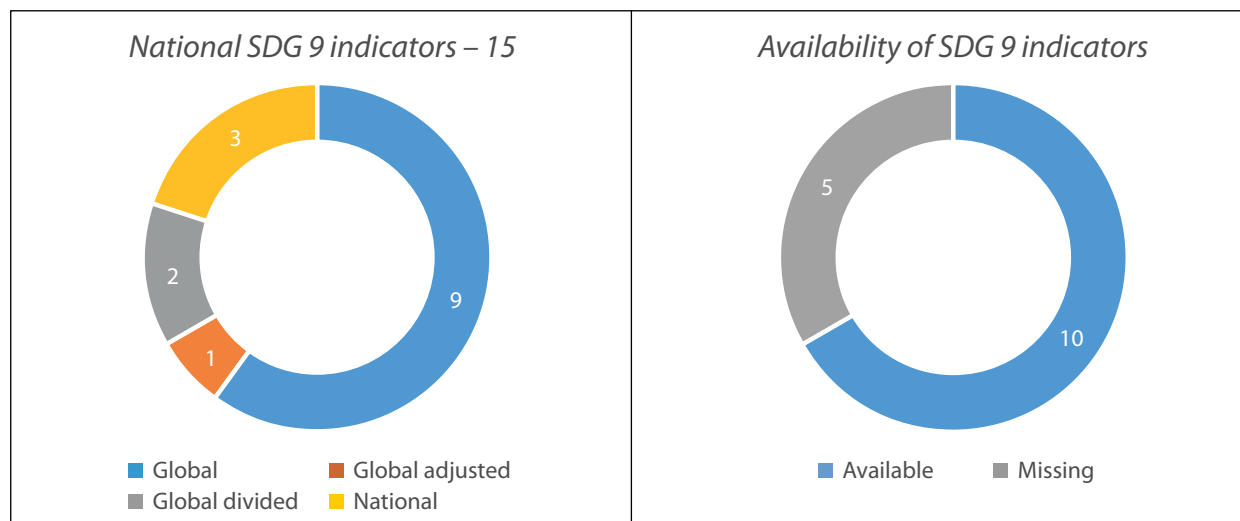 National SDG 9 indicators – 15
3
2
1
9
Global
Global adjusted
Global divided
National
Availability of SDG 9 indicators
5
10
Available
Missing